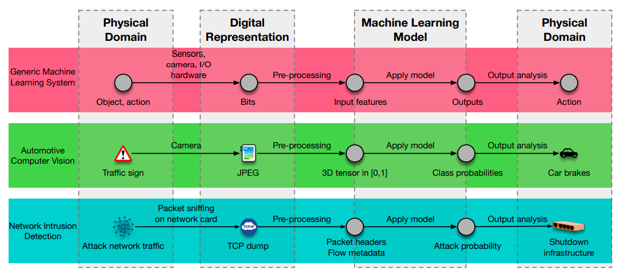 Physical
Domain
Digital
Representation
Machine Learning
Model
Physical
Domain
Generic Machine
Learning System
Sensors,
camera, I/O
hardware
Pre-processing
Apply model
Output analysis
Object, action
Bits
Input features
Outputs
Action
Automotive
Computer Vision
Camera
Pre-processing
Apply model
Output analysis
Traffic sign
JPEG
3D tensor in [0,1]
Class probabilities
Car brakes
Network Intrusion
Detection
Packet sniffing
on network card
Pre-processing
Apply model
Output analysis
Attack network traffic
TCP dump
Packet headers
Flow metadata
Attack probability
Shutdown
infrastructure